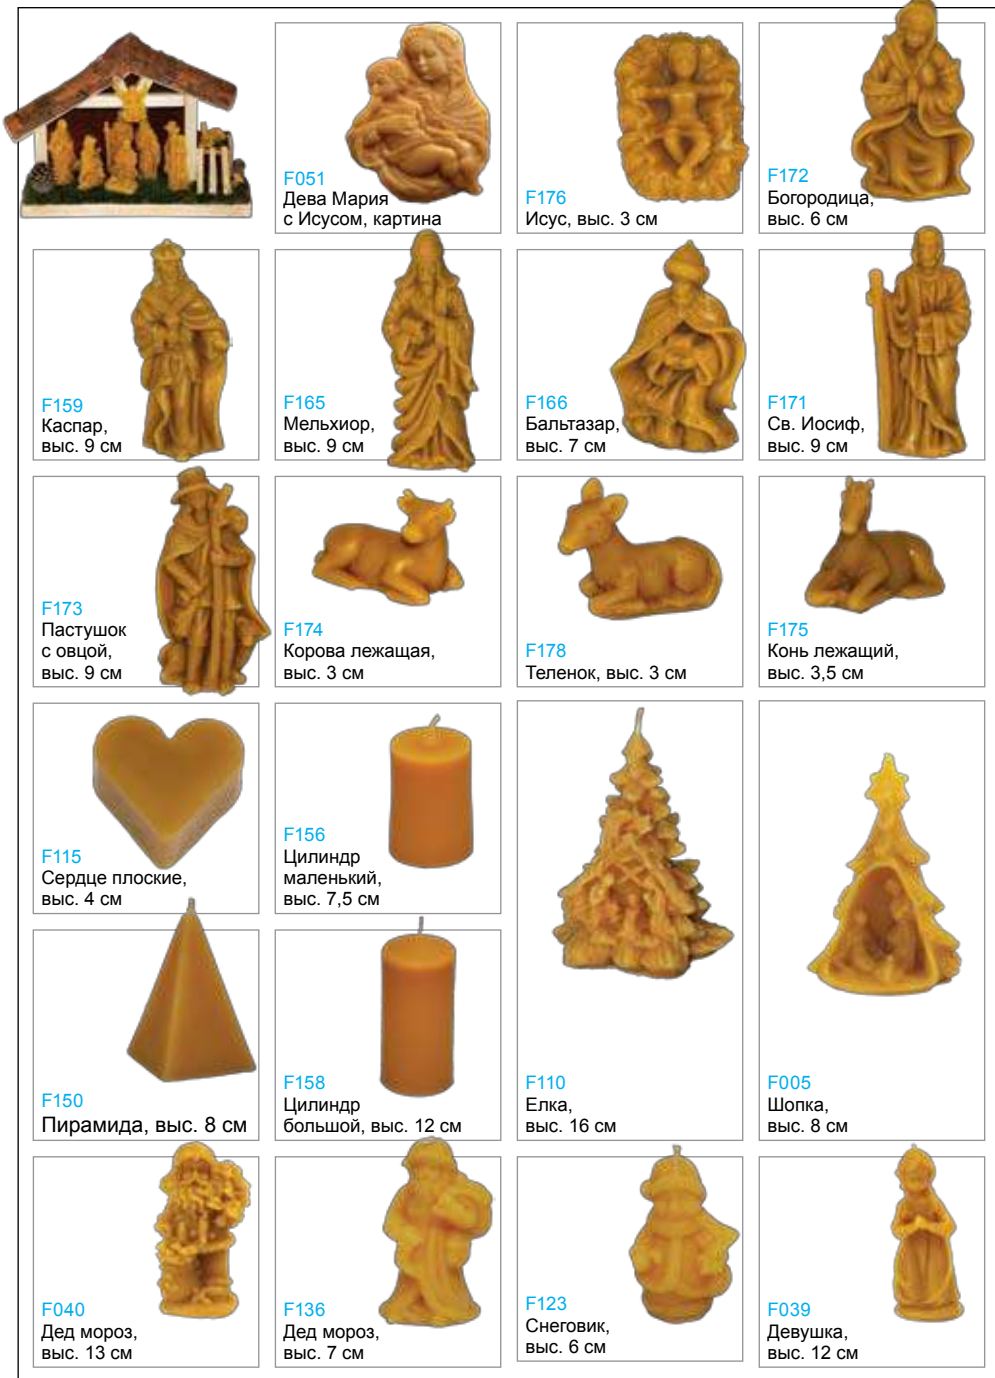 F051
Дева Мария
с Исусом, картина
F176
Исус, выс. 3 см
F172
Богородица,
выс. 6 см
F159
Каспар,
выс. 9 см
F165
Мельхиор,
выс. 9 см
F166
Бальтазар,
выс. 7 см
F171
Св. Иосиф,
выс. 9 см
F173
Пастушок
с овцой,
выс. 9 см
F174
Корова лежащая,
выс. 3 см
F178
Теленок, выс. 3 см
F175
Конь лежащий,
выс. 3,5 см
F115
Сердце плоские,
выс. 4 см
F156
Цилиндр
маленький,
выс. 7,5 см
F150
Пирамида, выс. 8 см
F158
Цилиндр
большой, выс. 12 см
F110
Елка,
выс. 16 см
F005
Шопка,
выс. 8 см
F040
Дед мороз,
выс. 13 см
F136
Дед мороз,
выс. 7 см
F123
Снеговик,
выс. 6 см
F039
Девушка,
выс. 12 см